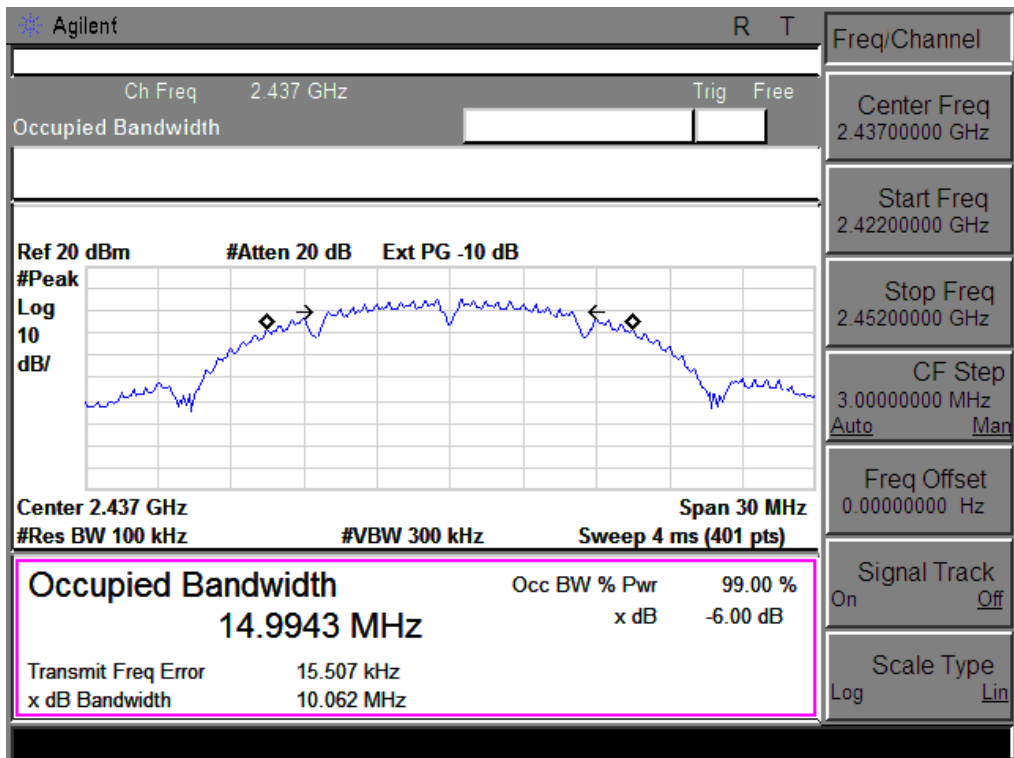 Agilent R T
Ch Freq 2.437 GHz Trig Free
Occupied Bandwidth
Ref 20 dBm #Atten 20 dB Ext PG -10 dB
#Peak
Log
10
dB/
Center 2.437 GHz Span 30 MHz
#Res BW 100 kHz #VBW 300 kHz Sweep 4 ms (401 pts)
Occupied Bandwidth Occ BW % Pwr 99.00 %
14.9943 MHz x dB -6.00 dB
Transmit Freq Error 15.507 kHz
x dB Bandwidth 10.062 MHz
Freq/Channel
Center Freq
2.43700000 GHz
Start Freq
2.42200000 GHz
Stop Freq
2.45200000 GHz
CF Step
3.00000000 MHz
Auto Man
Freq Offset
0.00000000 Hz
Signal Track
On Off
Scale Type
Log Lin